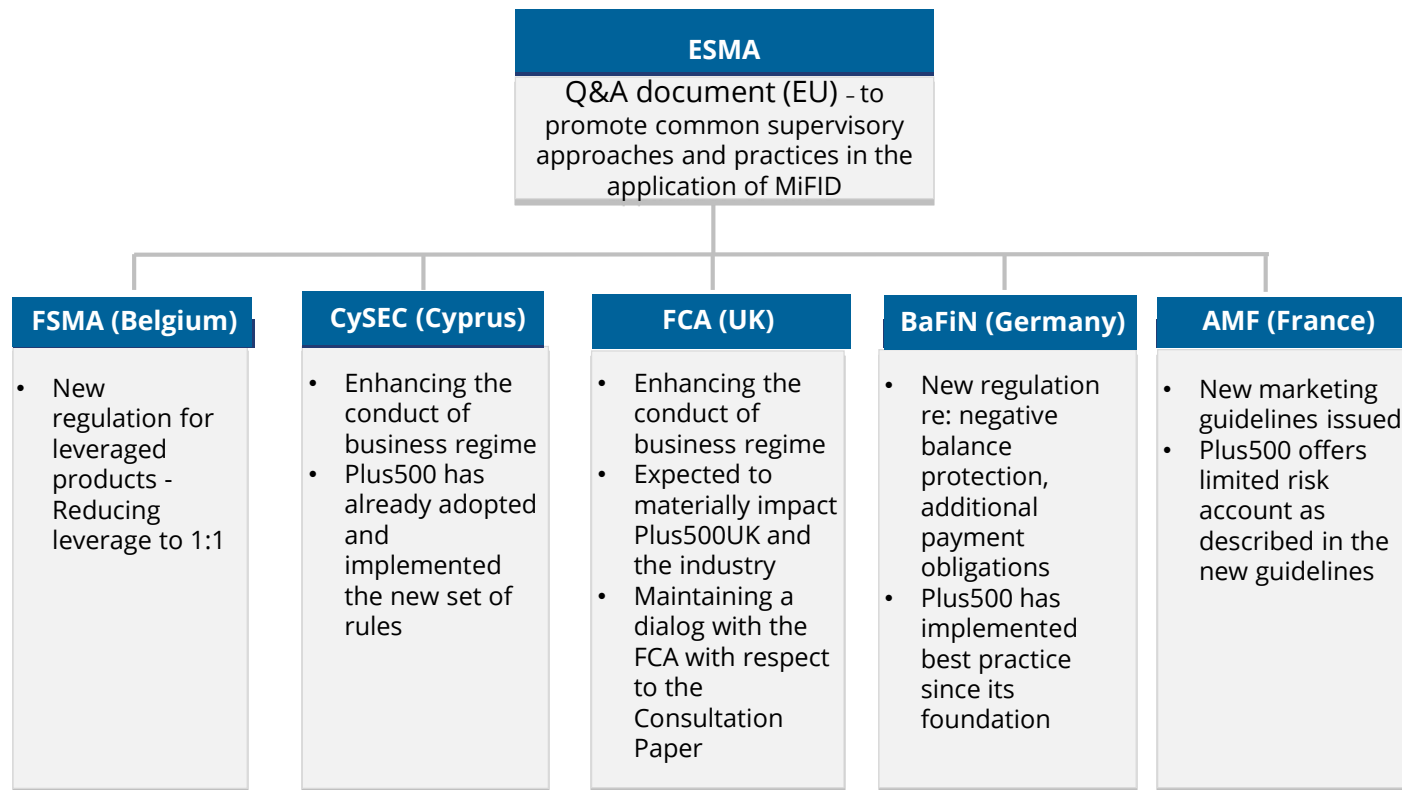 ESMA
Q&A document (EU) – to
promote common supervisory
approaches and practices in the
application of MiFID
FSMA (Belgium)
• New
regulation for
leveraged
products -
Reducing
leverage to 1:1
CySEC (Cyprus)
• Enhancing the
conduct of
business regime
• Plus500 has
already adopted
and
implemented
the new set of
rules
FCA (UK)
• Enhancing the
conduct of
business regime
• Expected to
materially impact
Plus500UK and
the industry
• Maintaining a
dialog with the
FCA with respect
to the
Consultation
Paper
BaFiN (Germany)
• New regulation
re: negative
balance
protection,
additional
payment
obligations
• Plus500 has
implemented
best practice
since its
foundation
AMF (France)
• New marketing
guidelines issued
• Plus500 offers
limited risk
account as
described in the
new guidelines